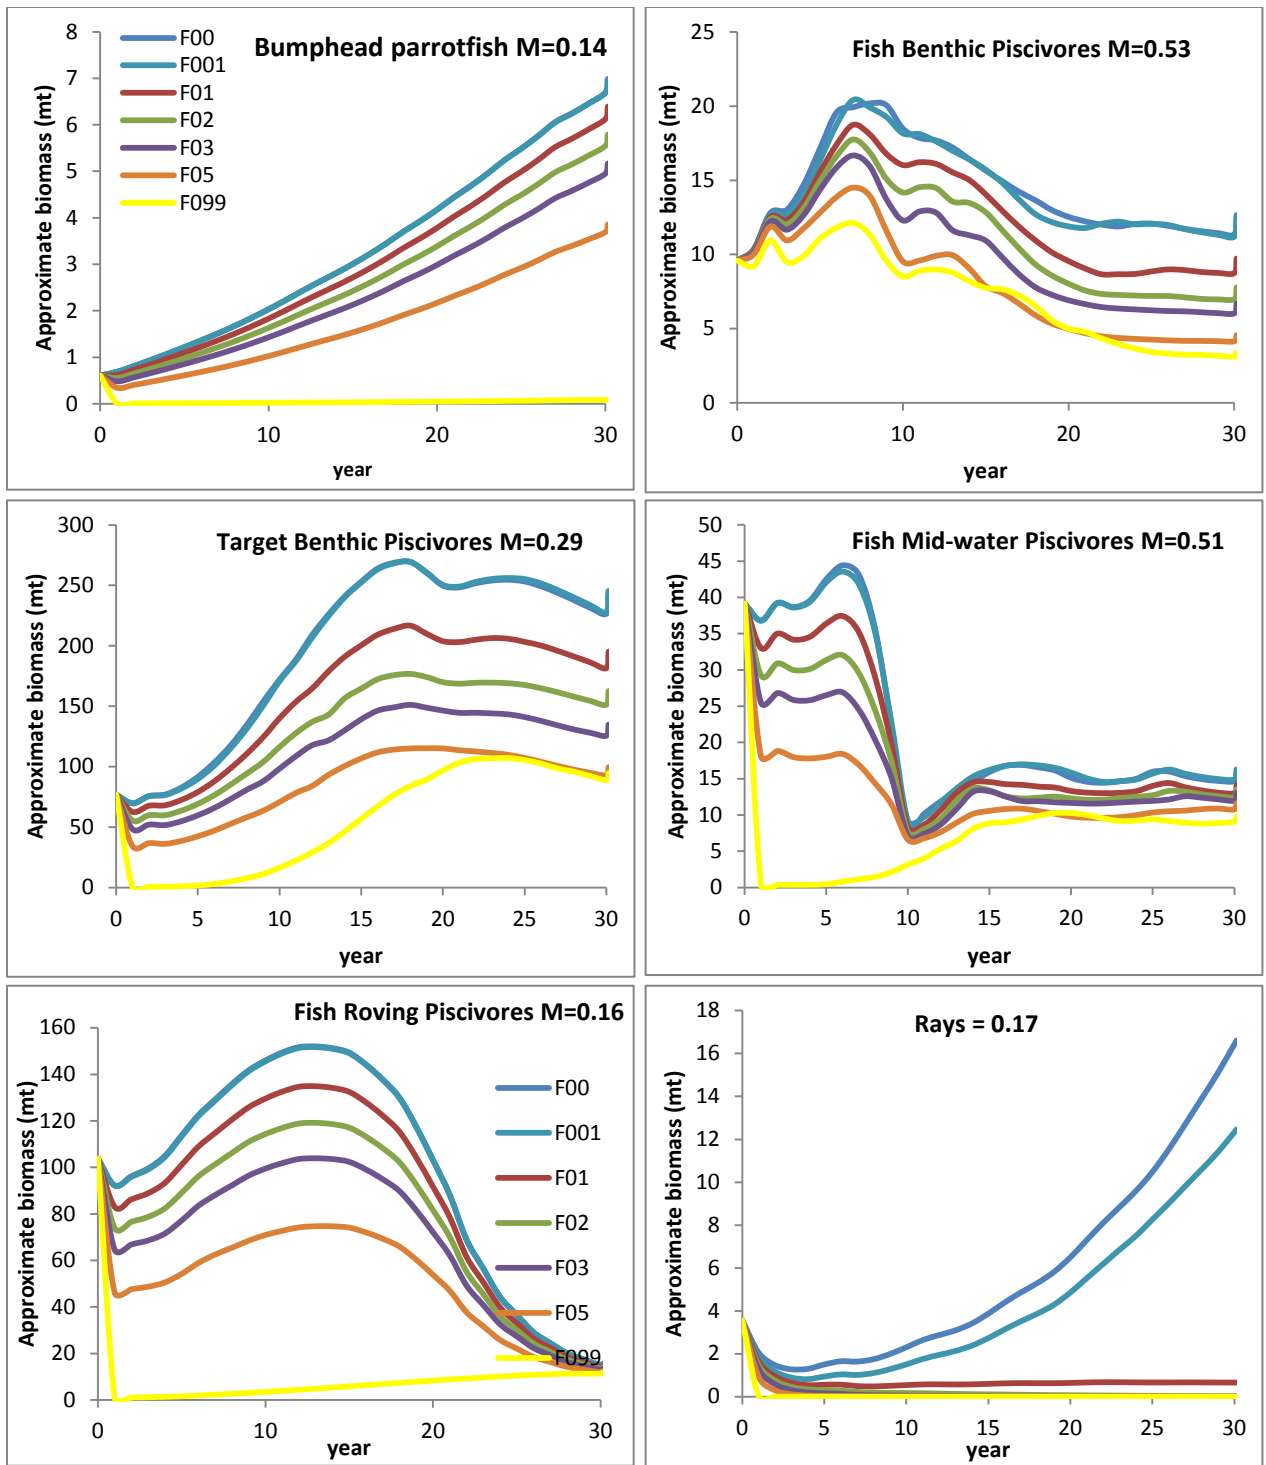 Bumphead parrotfish M=0.14
F00
F001
F01
F02
F03
F05
F099
Approximate biomass (mt)
8
7
6
5
4
3
2
1
0
0 10 20 30
year
Fish Benthic Piscivores M=0.53
Approximate biomass (mt)
25
20
15
10
5
0
0 10 20 30
year
Target Benthic Piscivores M=0.29
Approximate biomass (mt)
300
250
200
150
100
50
0
0 5 10 15 20 25 30
year
Fish Mid-water Piscivores M=0.51
Approximate biomass (mt)
50
45
40
35
30
25
20
15
10
5
0
0 5 10 15 20 25 30
year
Fish Roving Piscivores M=0.16
Approximate biomass (mt)
160
140
120
100
80
60
40
20
0
0 10 20 30
year
F00
F001
F01
F02
F03
F05
F099
Rays = 0.17
Approximate biomass (mt)
18
16
14
12
10
8
6
4
2
0
0 5 10 15 20 25 30
year